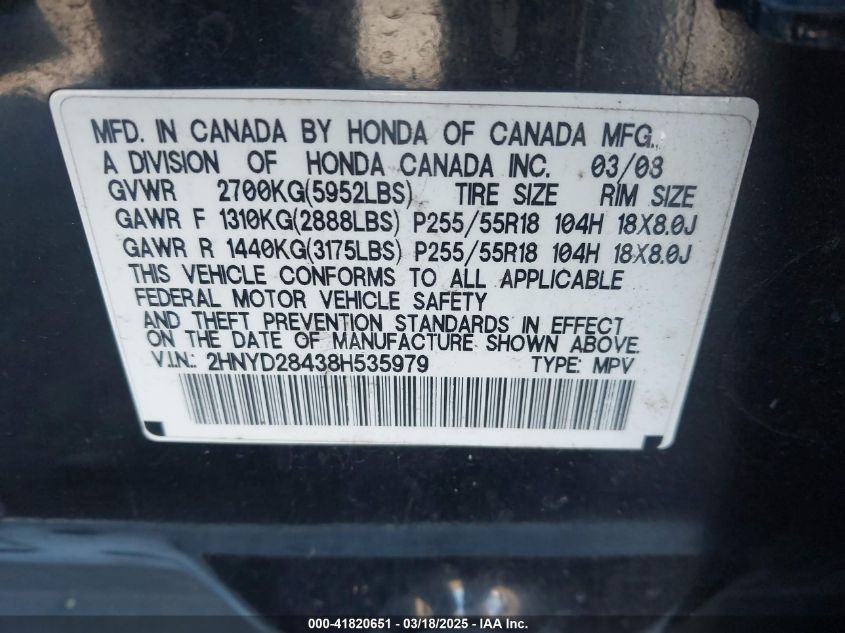 MFD. IN CANADA BY HONDA OF CANADA MFG.,
A DIVISION OF HONDA CANADA INC. 03/08
GVWR 2700KG(5952LBS) TIRE SIZE RIM SIZE
GAWR F 1310KG(2888LBS) P255/55R18 104H 18X8.0J
GAWR R 1440KG(3175LBS) P255/55R18 104H 18X8.0J
THIS VEHICLE CONFORMS TO ALL APPLICABLE
FEDERAL MOTOR VEHICLE SAFETY
AND THEFT PREVENTION STANDARDS IN EFFECT
ON THE DATE OF MANUFACTURE SHOWN ABOVE.
V.I.N.: 2HNYD28438H535979 TYPE: MPV
000-41820651 - 03/18/2025 - IAA Inc.